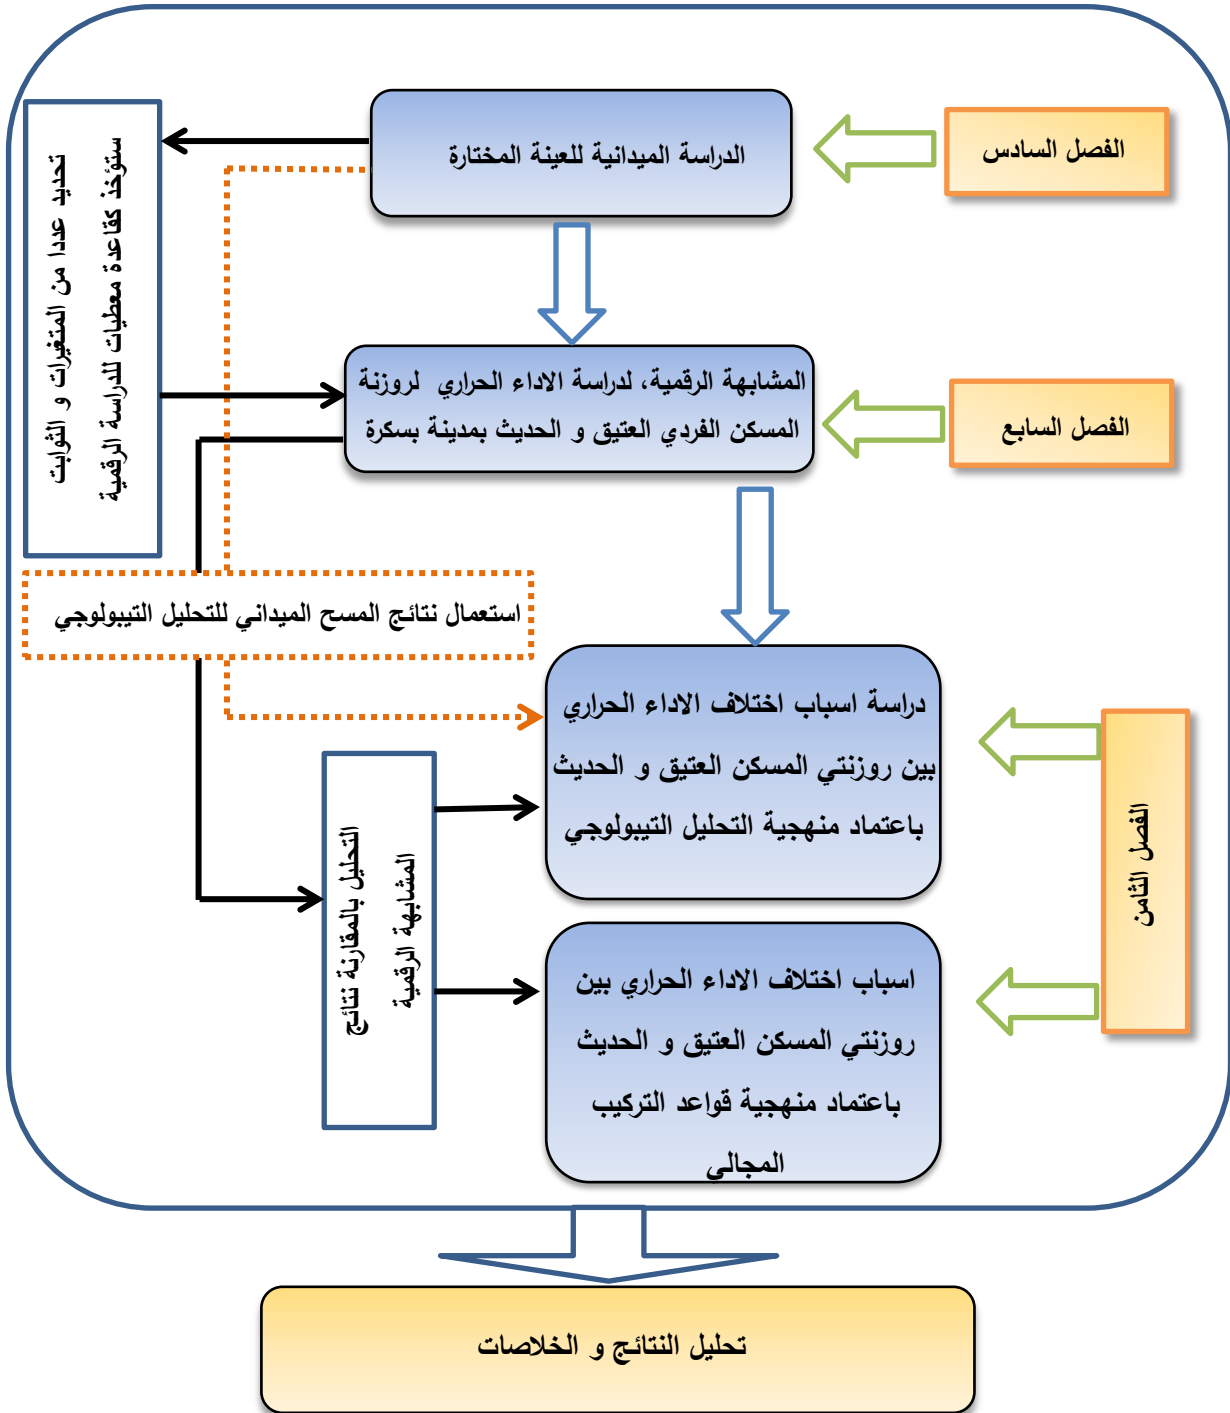 الفصل السادس
الدراسة الميدانية للعينة المختارة
تحديد عددا من المتغيرات و الثوابت
ستؤخذ كقاعدة معطيات للدراسة الرقمية
الفصل السابع
المشابهة الرقمية، لدراسة الاداء الحراري لروزنة
المسكن الفردي العتيق و الحديث بمدينة بسكرة
استعمال نتائج المسح الميداني للتحليل التيبولوجي
الفصل الثامن
دراسة اسباب اختلاف الاداء الحراري
بين روزنتي المسكن العتيق و الحديث
باعتماد منهجية التحليل التيبولوجي
التحليل بالمقارنة نتائج
المشابهة الرقمية
اسباب اختلاف الاداء الحراري بين
روزنتي المسكن العتيق و الحديث
باعتماد منهجية قواعد التركيب
المجالي
تحليل النتائج و الخلاصات